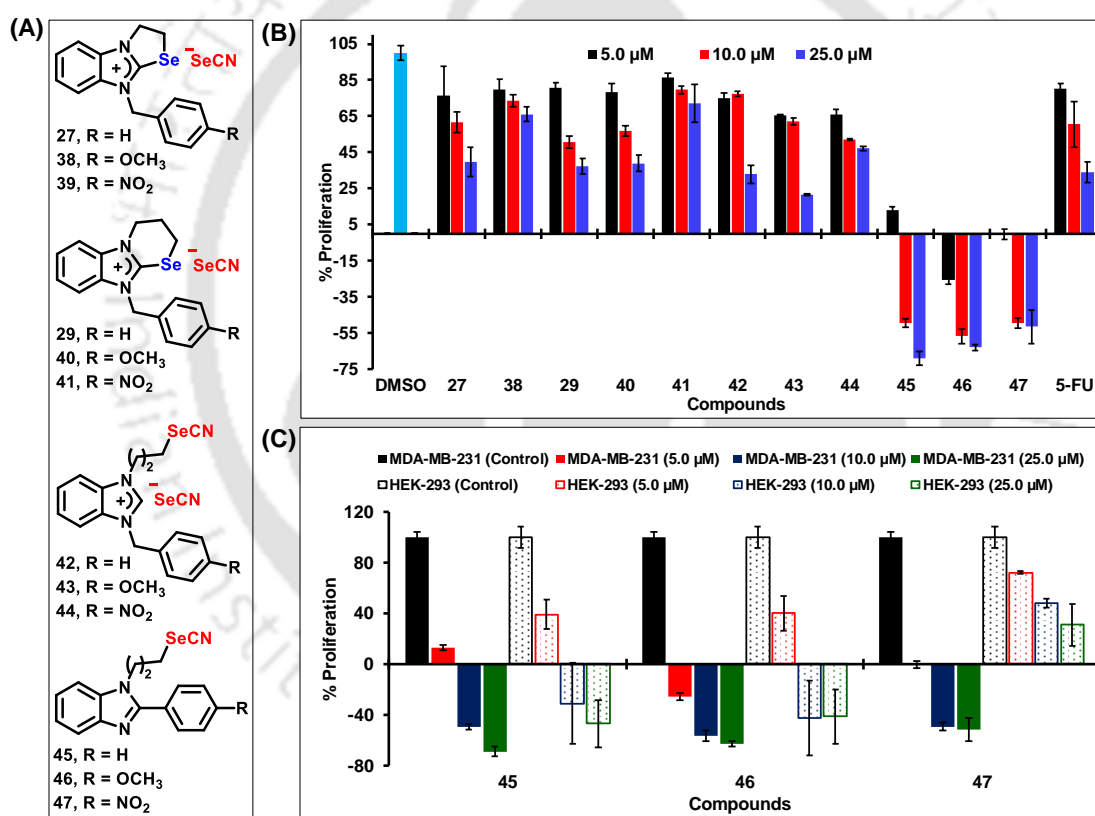 (A)
N
N
+
Se
−
SeCN
R
27, R = H
38, R = OCH₃
39, R = NO₂
N
N
+
Se
−
SeCN
R
29, R = H
40, R = OCH₃
41, R = NO₂
SeCN
( )₂
N
N
+
−
SeCN
R
42, R = H
43, R = OCH₃
44, R = NO₂
SeCN
( )₂
N
N
R
45, R = H
46, R = OCH₃
47, R = NO₂
(B)
5.0 µM 10.0 µM 25.0 µM
% Proliferation
105
85
65
45
25
5
-15
-35
-55
-75
DMSO 27 38 29 40 41 42 43 44 45 46 47 5-FU
Compounds
(C)
MDA-MB-231 (Control) MDA-MB-231 (5.0 µM) MDA-MB-231 (10.0 µM) MDA-MB-231 (25.0 µM)
HEK-293 (Control) HEK-293 (5.0 µM) HEK-293 (10.0 µM) HEK-293 (25.0 µM)
% Proliferation
120
80
40
0
-40
-80
45 46 47
Compounds